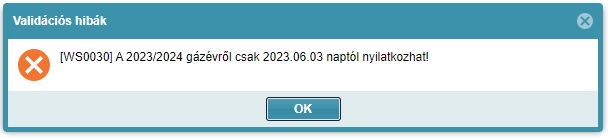 Validációs hibák
[WS0030] A 2023/2024 gázévről csak 2023.06.03 naptól nyilatkozhat!
OK